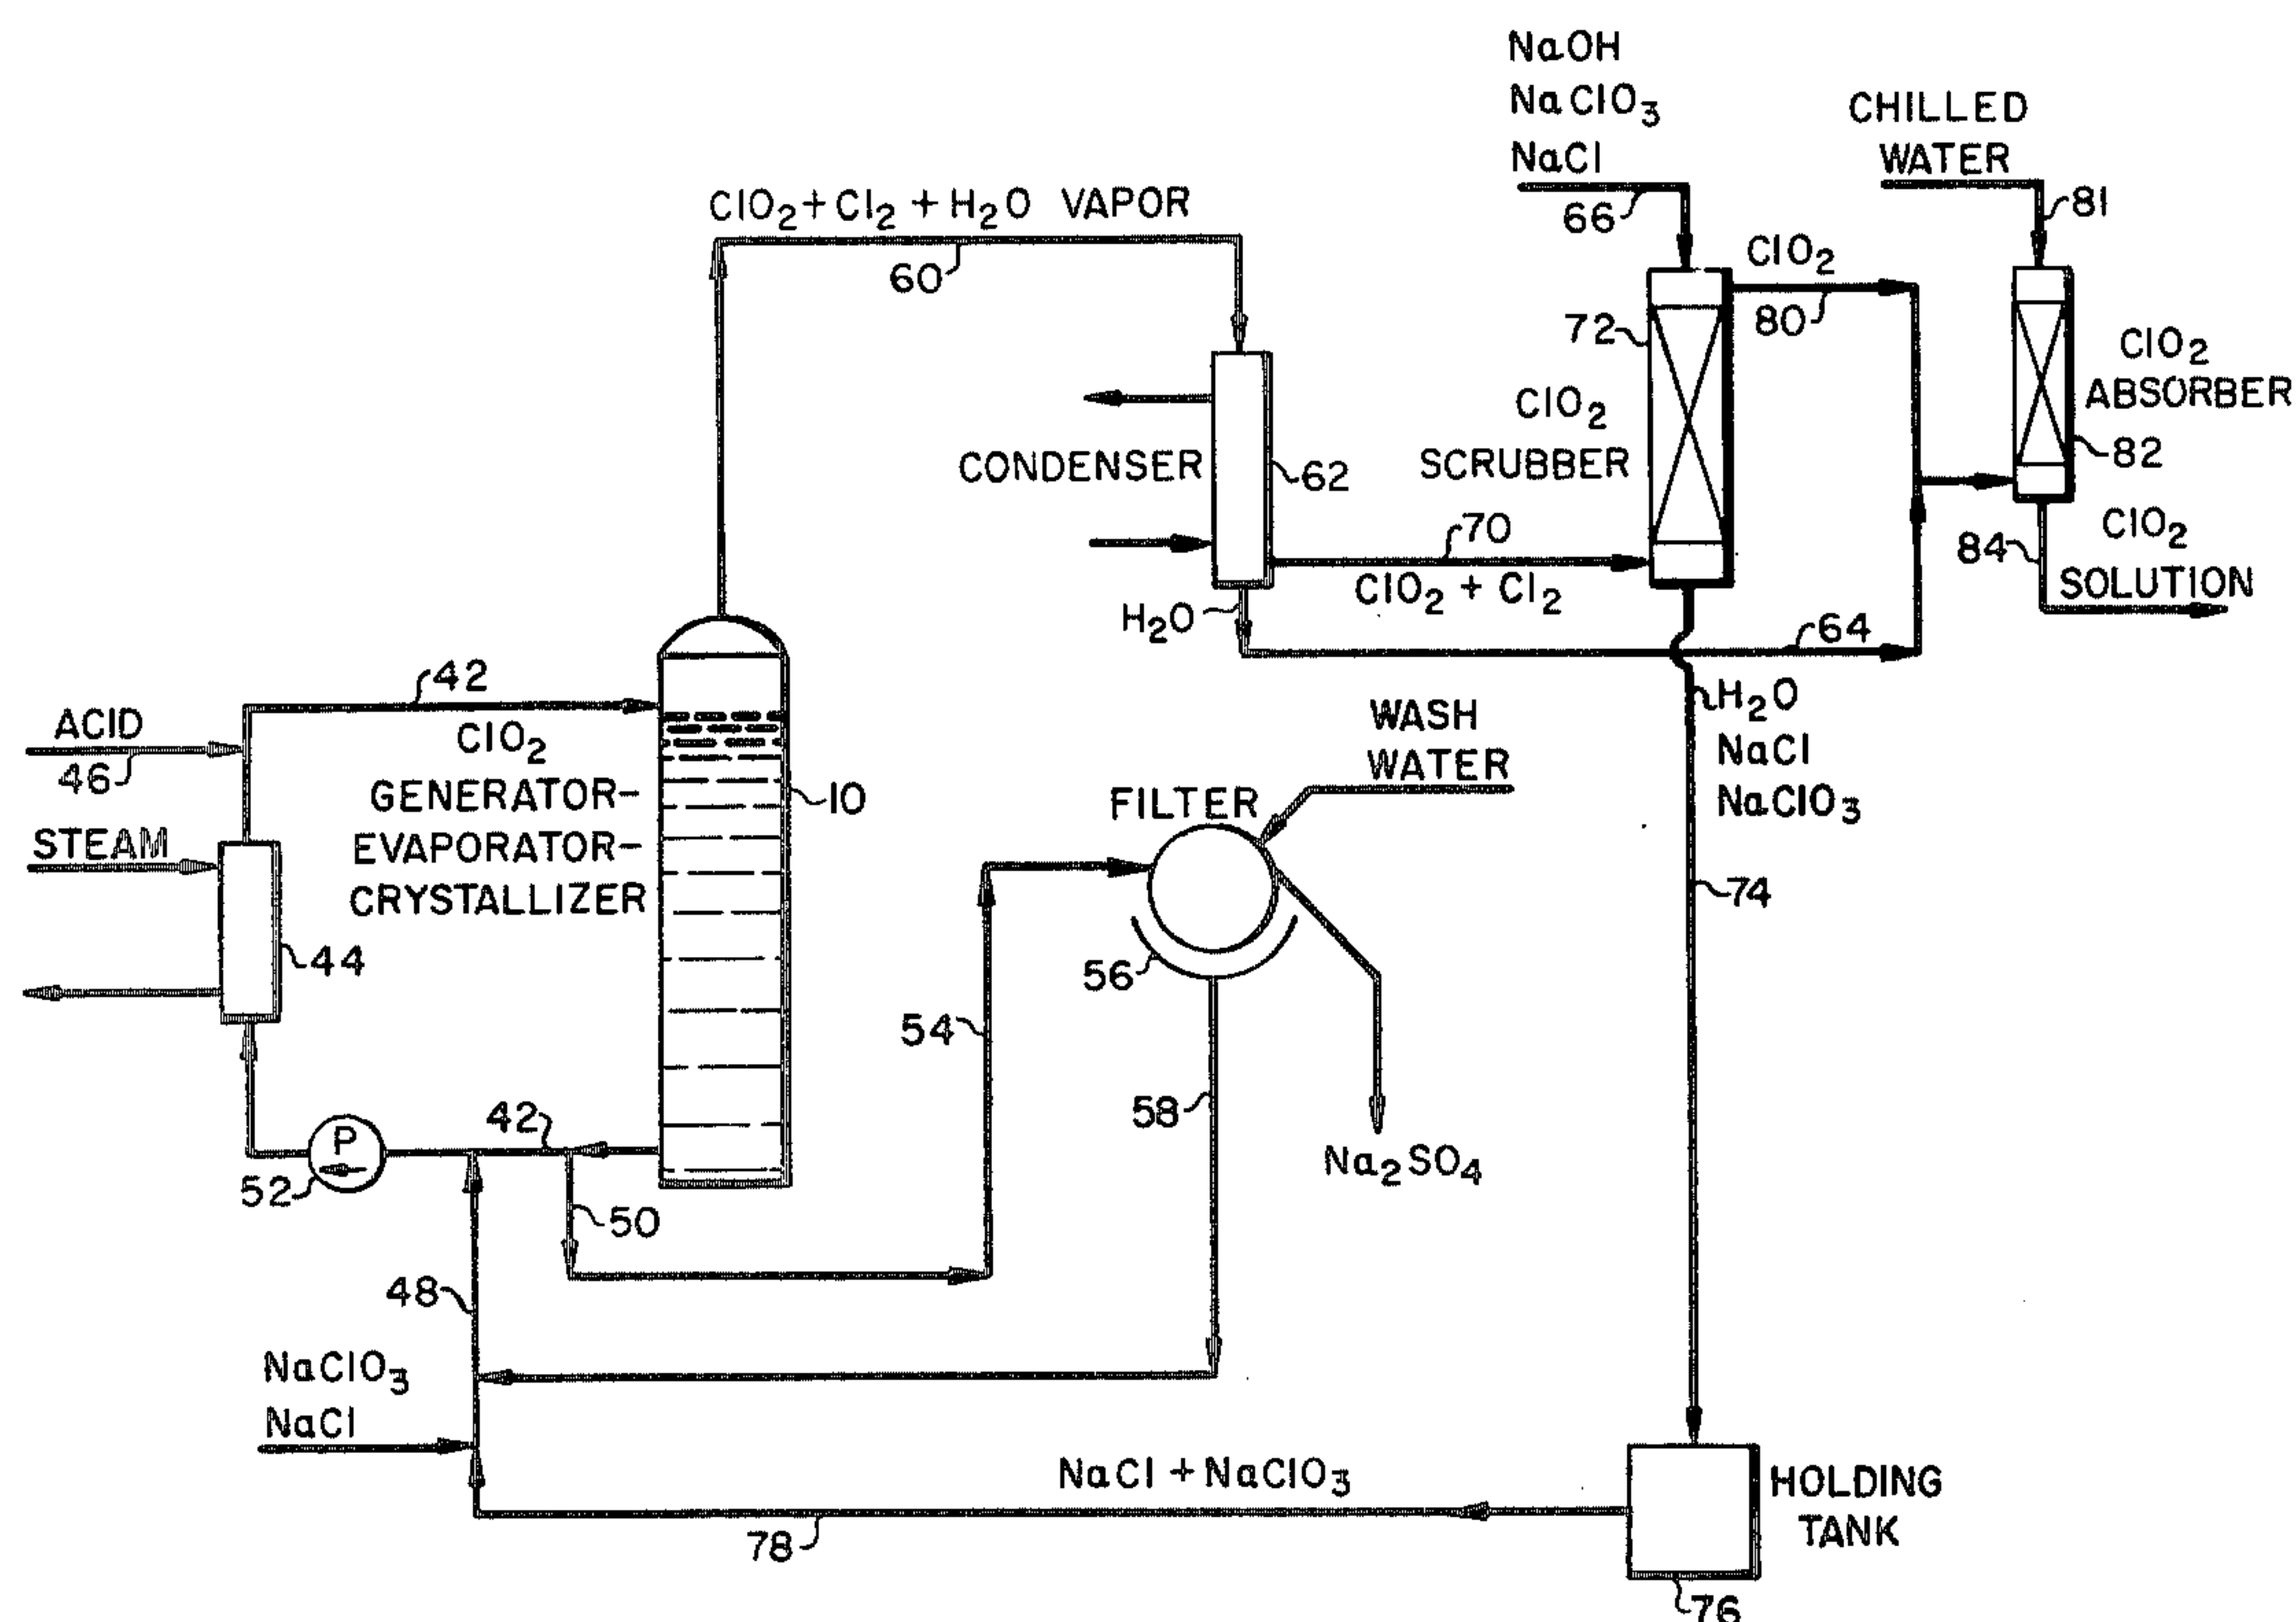 NaOH
NaClO3
NaCl
66
CHILLED
WATER
81
ClO2 + Cl2 + H2O VAPOR
60
ClO2
80
72
ClO2
SCRUBBER
ClO2
ABSORBER
82
CONDENSER
62
70
ClO2 + Cl2
H2O
64
84
ClO2
SOLUTION
42
ACID
46
ClO2
GENERATOR-
EVAPORATOR-
CRYSTALLIZER
10
STEAM
44
WASH
WATER
FILTER
56
H2O
NaCl
NaClO3
74
54
58
Na2SO4
42
P
52
50
48
NaClO3
NaCl
NaCl + NaClO3
78
HOLDING
TANK
76